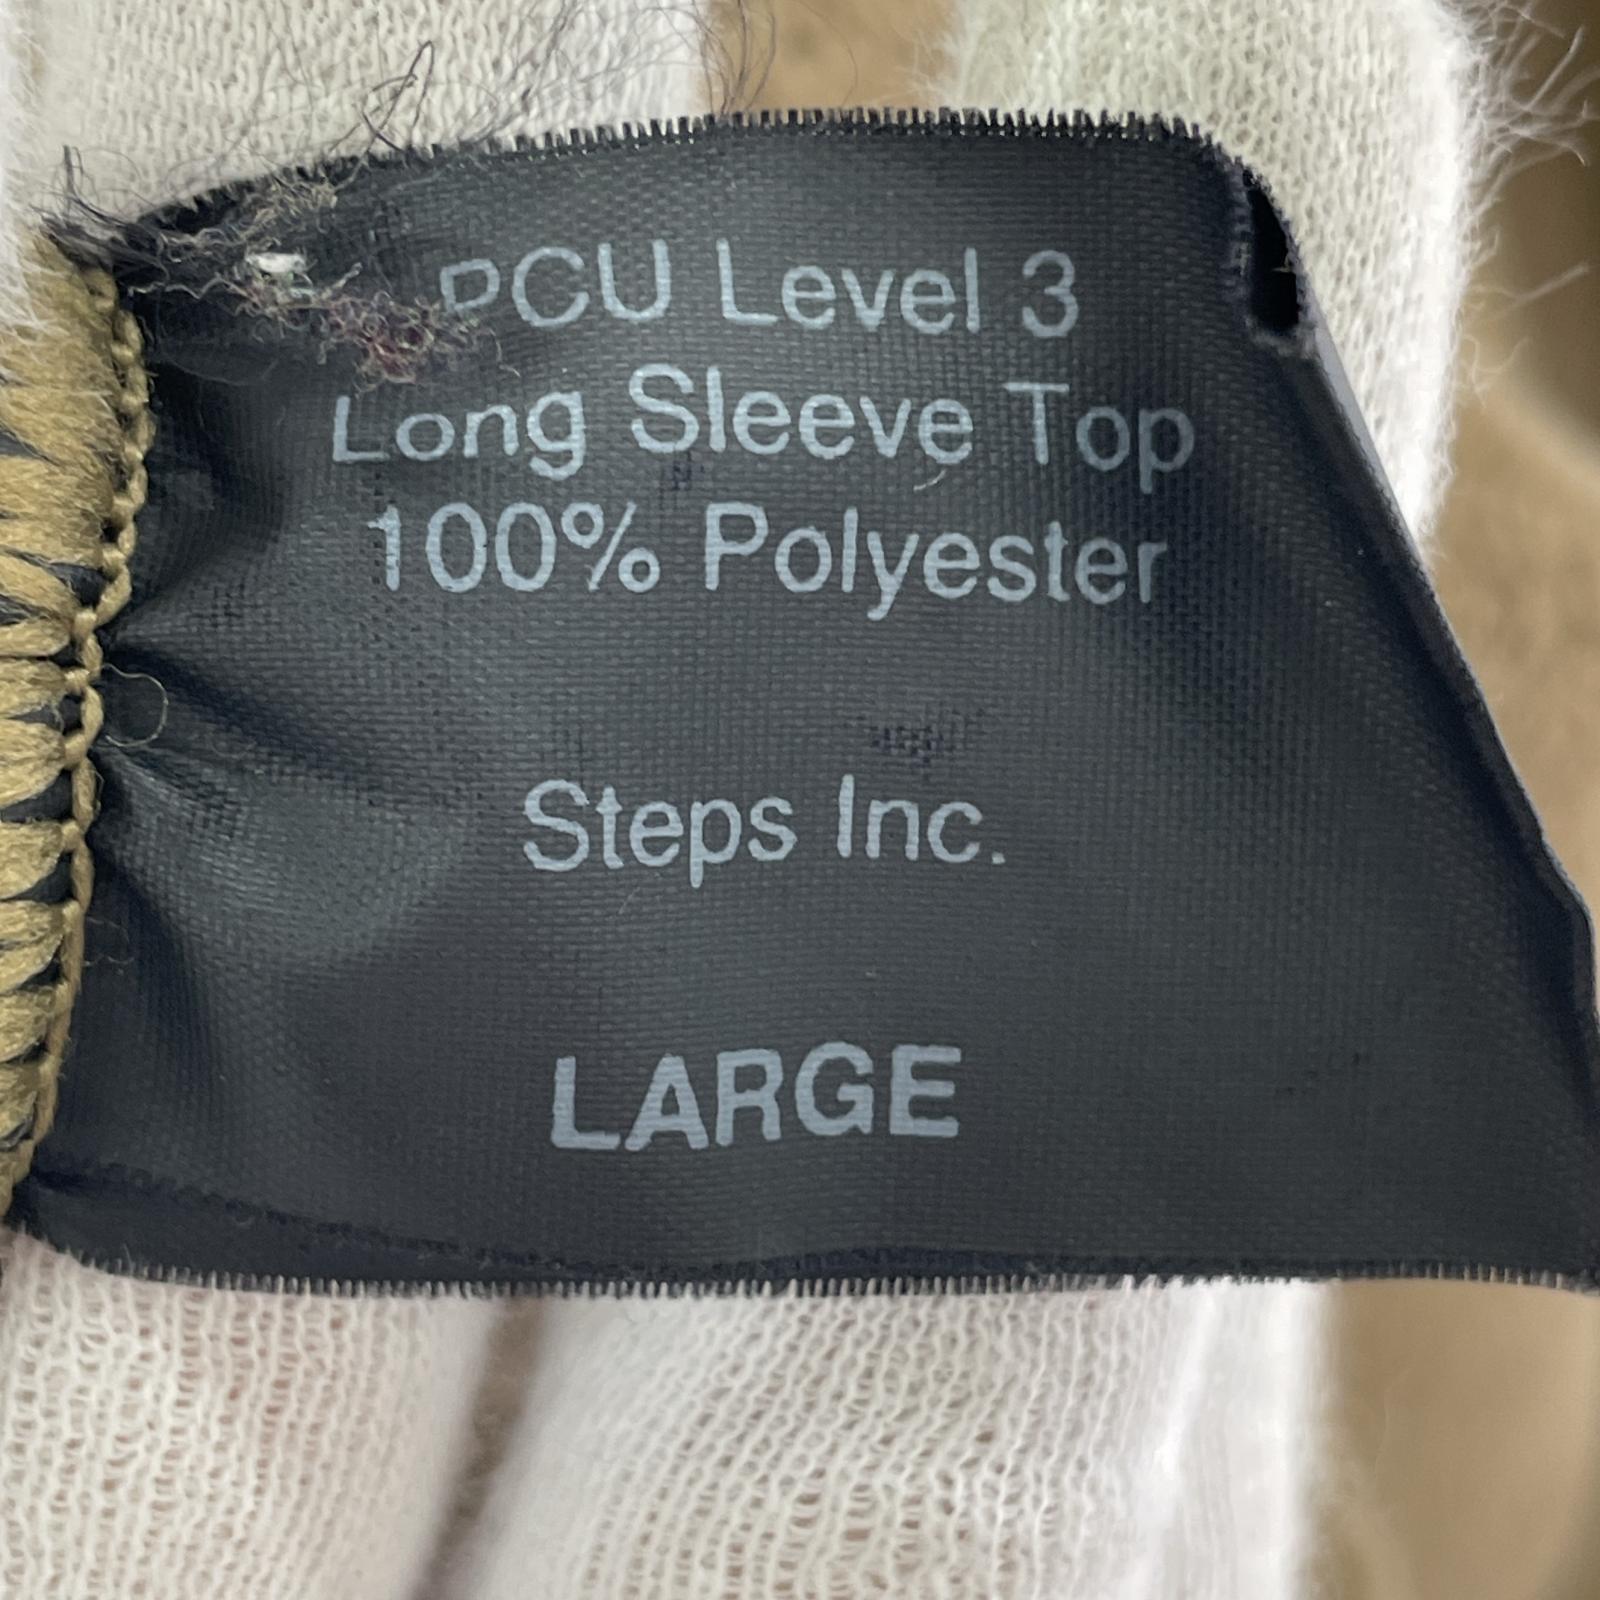 PCU Level 3
Long Sleeve Top
100% Polyester
Steps Inc.
LARGE